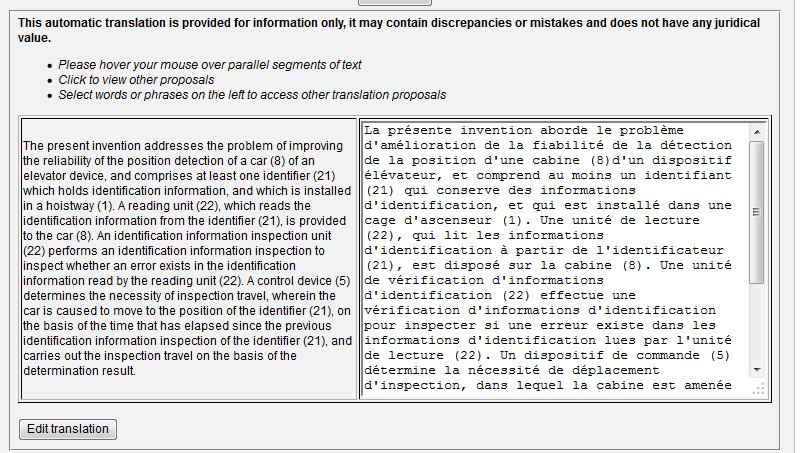 This automatic translation is provided for information only, it may contain discrepancies or mistakes and does not have any juridical
value.
Please hover your mouse over parallel segments of text
Click to view other proposals
Select words or phrases on the left to access other translation proposals
The present invention addresses the problem of improving
the reliability of the position detection of a car (8) of an
elevator device, and comprises at least one identifier (21)
which holds identification information, and which is installed
in a hoistway (1). A reading unit (22), which reads the
identification information from the identifier (21), is provided
to the car (8). An identification information inspection unit
(22) performs an identification information inspection to
inspect whether an error exists in the identification
information read by the reading unit (22). A control device (5)
determines the necessity of inspection travel, wherein the
car is caused to move to the position of the identifier (21), on
the basis of the time that has elapsed since the previous
identification information inspection of the identifier (21), and
carries out the inspection travel on the basis of the
determination result.
La présente invention aborde le problème
d'amélioration de la fiabilité de la détection
de la position d'une cabine (8)d'un dispositif
élévateur, et comprend au moins un identifiant
(21) qui conserve des informations
d'identification, et qui est installé dans une
cage d'ascenseur (1). Une unité de lecture
(22), qui lit les informations
d'identification à partir de l'identificateur
(21), est disposé sur la cabine (8). Une unité
de vérification d'informations
d'identification (22) effectue une
vérification d'informations d'identification
pour inspecter si une erreur existe dans les
informations d'identification lues par l'unité
de lecture (22). Un dispositif de commande (5)
détermine la nécessité de déplacement
d'inspection, dans lequel la cabine est amenée
Edit translation